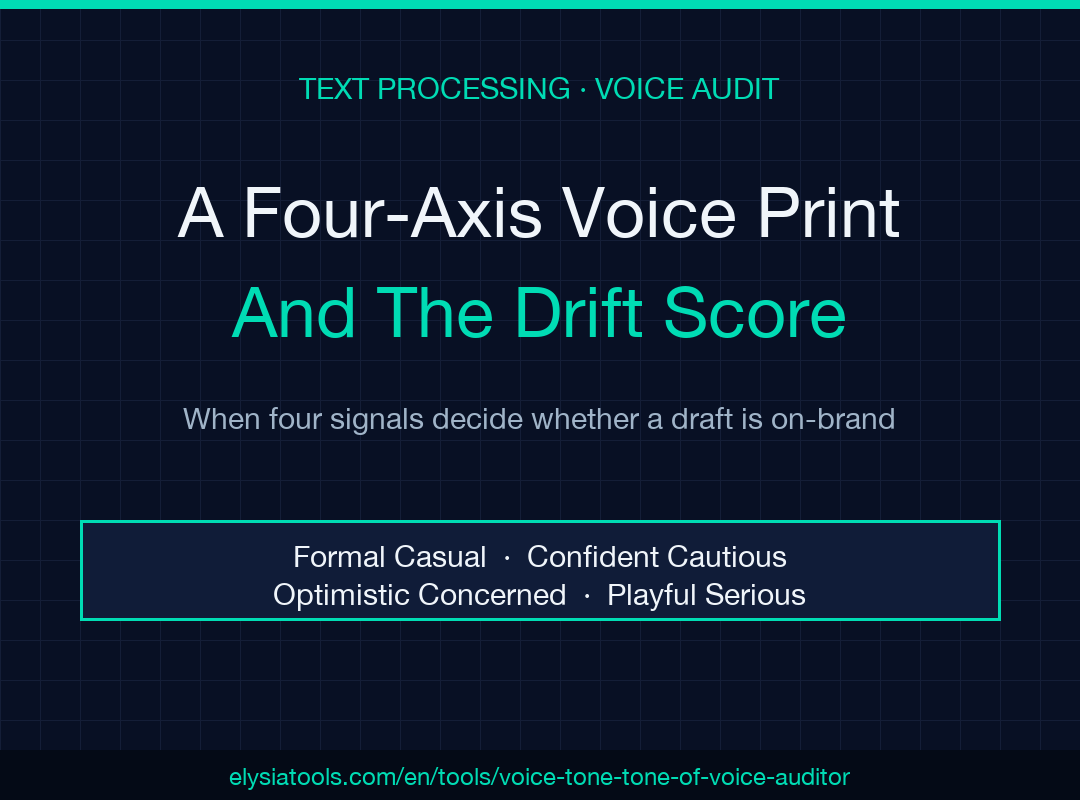 TEXT PROCESSING · VOICE AUDIT
A Four-Axis Voice Print
And The Drift Score
When four signals decide whether a draft is on-brand
Formal Casual · Confident Cautious
Optimistic Concerned · Playful Serious
elysiatools.com/en/tools/voice-tone-tone-of-voice-auditor